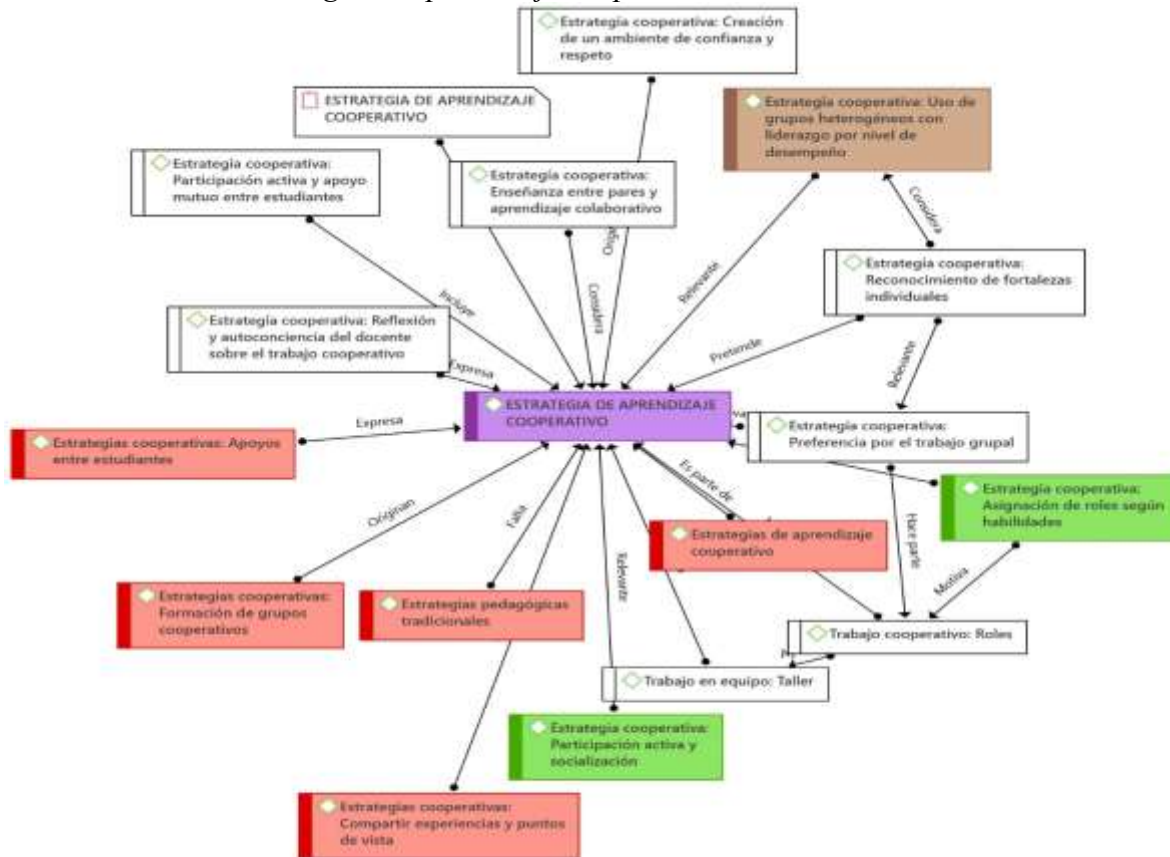 Estrategia cooperativa: Creación
de un ambiente de confianza y
respeto
ESTRATEGIA DE APRENDIZAJE
COOPERATIVO
Estrategia cooperativa: Uso de
grupos heterogéneos con
liderazgo por nivel de
desempeño
Estrategia cooperativa:
Participación activa y apoyo
mutuo entre estudiantes
Estrategia cooperativa:
Enseñanza entre pares y
aprendizaje colaborativo
Considera
Estrategia cooperativa:
Reconocimiento de fortalezas
individuales
Relevante
Considera
Incluye
Estrategia cooperativa: Reflexión
y autoconciencia del docente
sobre el trabajo cooperativo
Pretende
Relevante
Expresa
ESTRATEGIA DE APRENDIZAJE
COOPERATIVO
Estrategia cooperativa:
Preferencia por el trabajo grupal
Expresa
Estrategias cooperativas: Apoyos
entre estudiantes
Es parte de
Estrategia cooperativa:
Asignación de roles según
habilidades
Originan
Falla
Estrategias de aprendizaje
cooperativo
Hace parte
Relevante
Motiva
Estrategias cooperativas:
Formación de grupos
cooperativos
Estrategias pedagógicas
tradicionales
Trabajo cooperativo: Roles
Trabajo en equipo: Taller
Estrategia cooperativa:
Participación activa y
socialización
Estrategias cooperativas:
Compartir experiencias y puntos
de vista